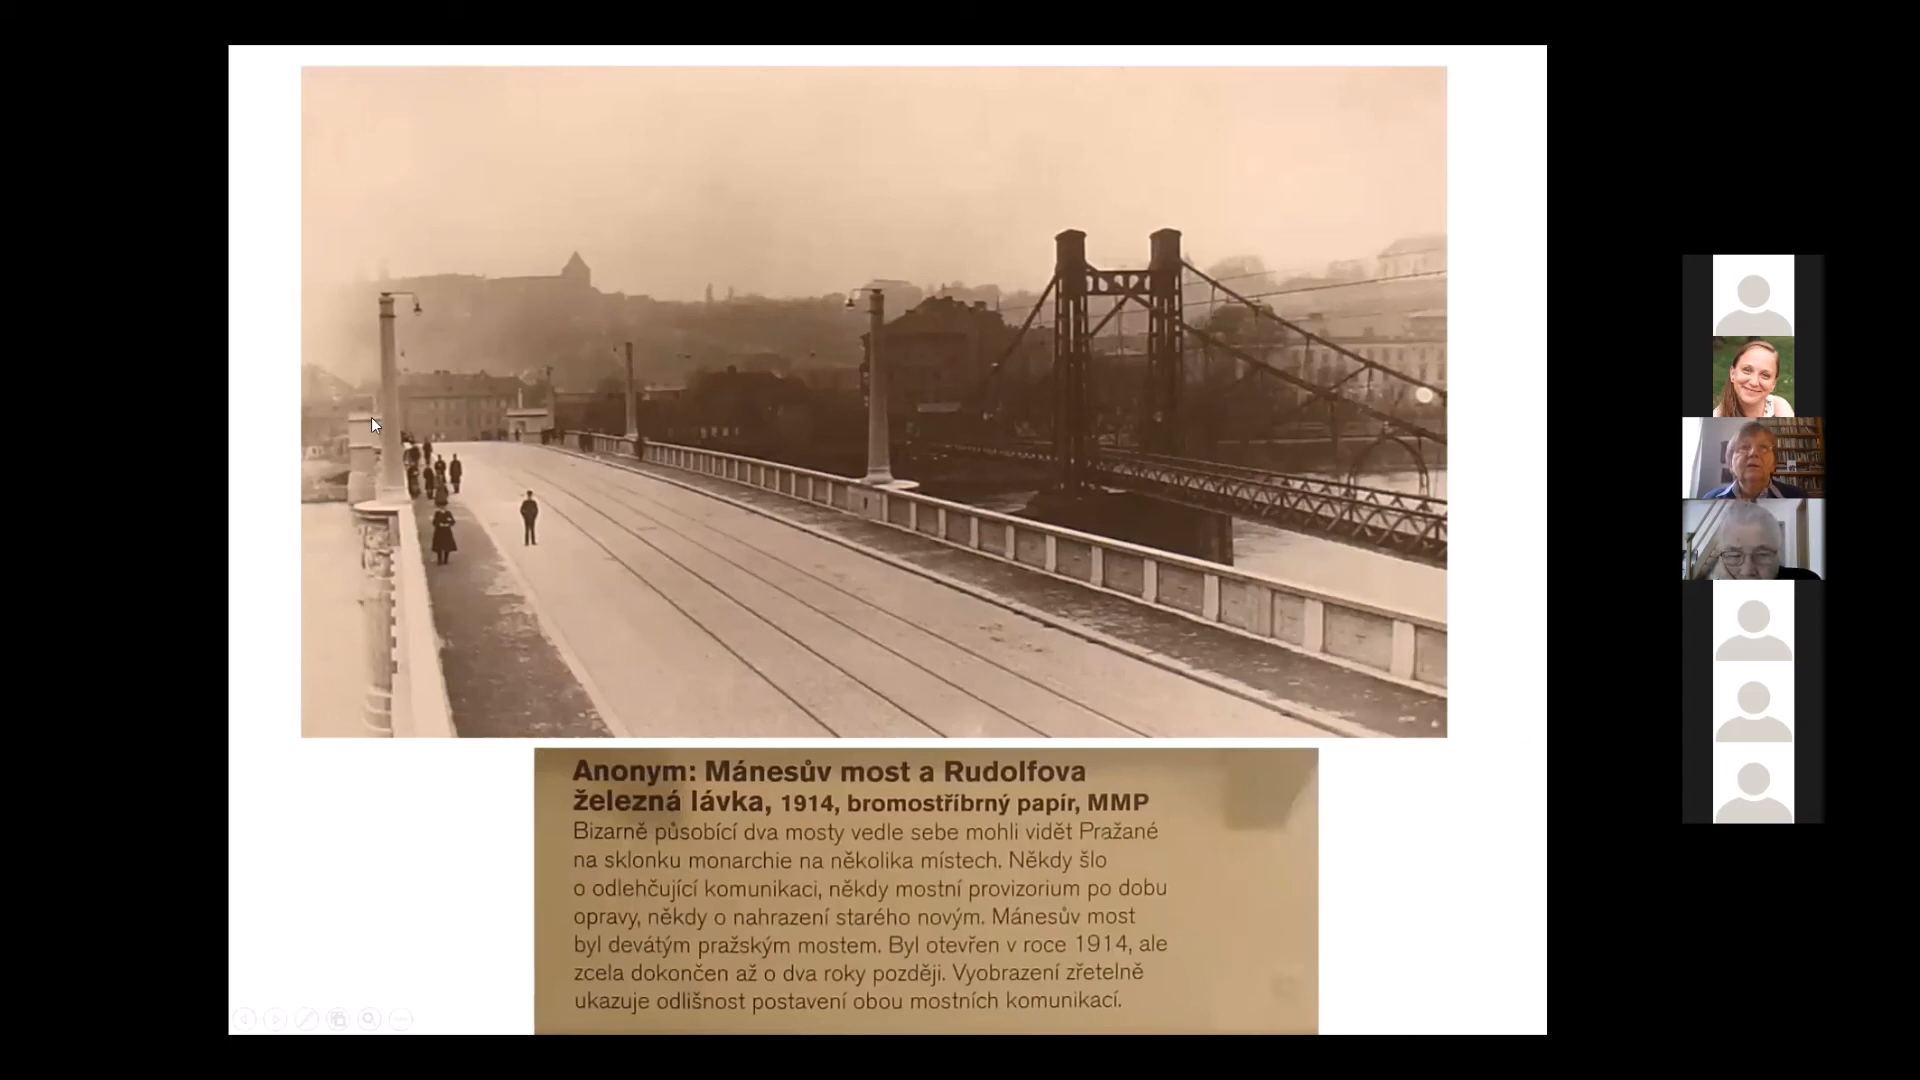 Anonym: Mánesův most a Rudolfova
železná lávka, 1914, bromostříbrný papír, MMP
Bizarně působící dva mosty vedle sebe mohli vidět Pražané
na sklonku monarchie na několika místech. Někdy šlo
o odlehčující komunikaci, někdy mostní provizorium po dobu
opravy, někdy o nahrazení starého novým. Mánesův most
byl devátým pražským mostem. Byl otevřen v roce 1914, ale
zcela dokončen až o dva roky později. Vyobrazení zřetelně
ukazuje odlišnost postavení obou mostních komunikací.